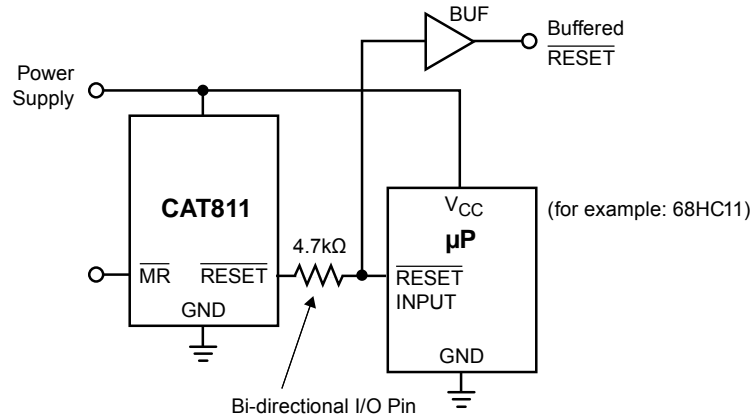 BUF
Buffered
RESET
Power
Supply
CAT811
VCC
(for example: 68HC11)
µP
4.7kΩ
MR
RESET
RESET
INPUT
GND
GND
Bi-directional I/O Pin